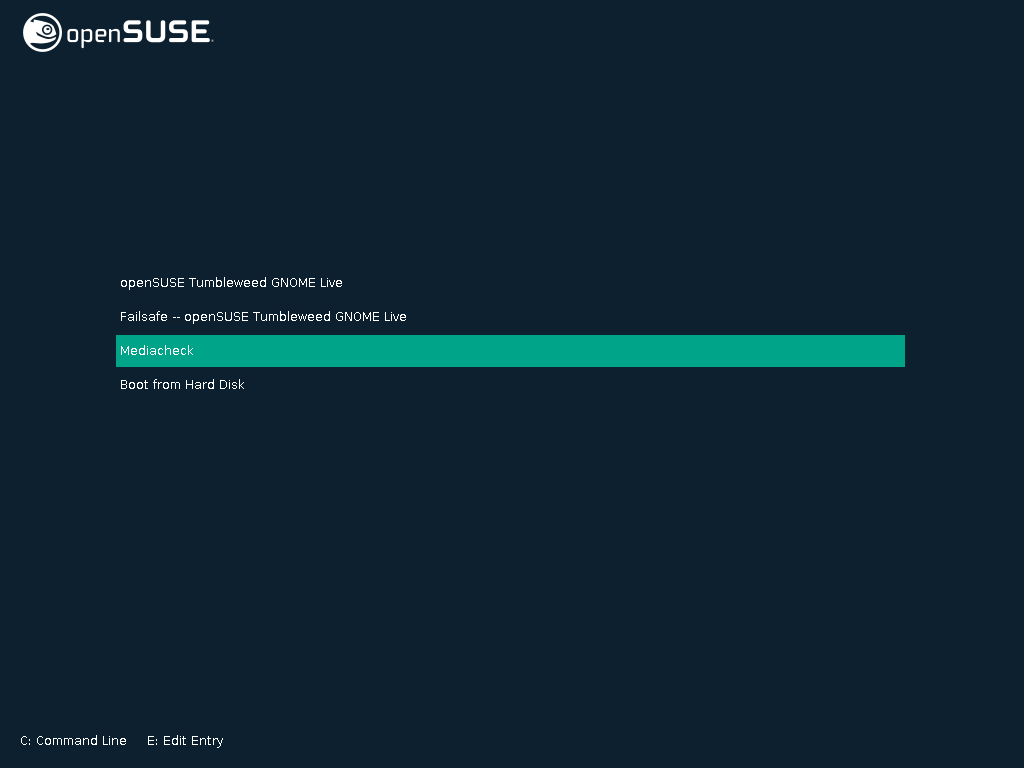 openSUSE
openSUSE Tumbleweed GNOME Live
Failsafe -- openSUSE Tumbleweed GNOME Live
Mediacheck
Boot from Hard Disk
C: Command Line E: Edit Entry